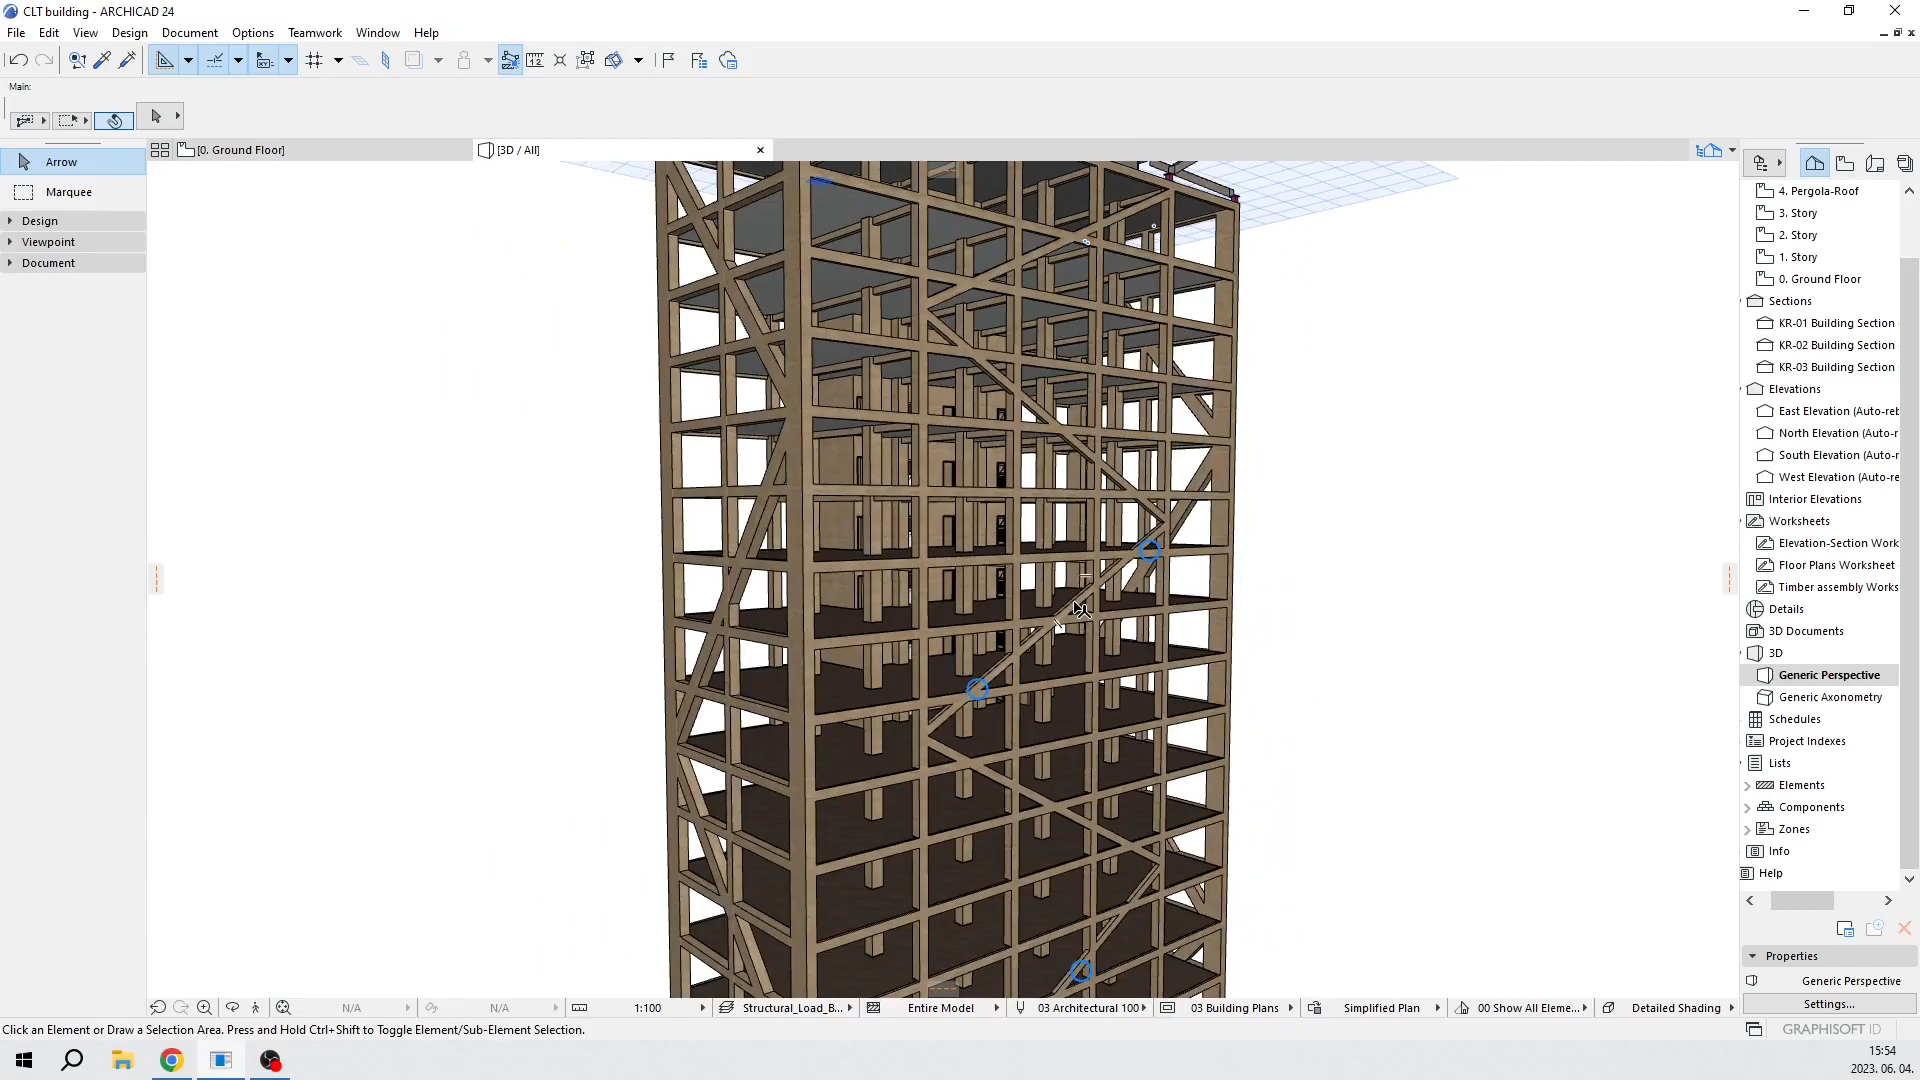 CLT building - ARCHICAD 24
File Edit View Design Document Options Teamwork Window Help
Main:
[0. Ground Floor]
[3D / All]
Arrow
Marquee
Design
Viewpoint
Document
4. Pergola-Roof
3. Story
2. Story
1. Story
0. Ground Floor
Sections
KR-01 Building Section
KR-02 Building Section
KR-03 Building Section
Elevations
East Elevation (Auto-reb
North Elevation (Auto-r
South Elevation (Auto-r
West Elevation (Auto-re
Interior Elevations
Worksheets
Elevation-Section Work
Floor Plans Worksheet
Timber assembly Works
Details
3D Documents
3D
Generic Perspective
Generic Axonometry
Schedules
Project Indexes
Lists
Elements
Components
Zones
Info
Help
Properties
Generic Perspective
Settings...
N/A N/A 1:100 Structural_Load_B... Entire Model 03 Architectural 100 03 Building Plans Simplified Plan 00 Show All Eleme... Detailed Shading
Click an Element or Draw a Selection Area. Press and Hold Ctrl+Shift to Toggle Element/Sub-Element Selection.
GRAPHISOFT ID
15:54
2023. 06. 04.